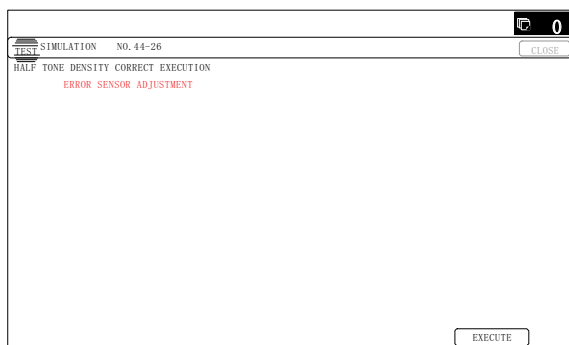 0
TEST SIMULATION NO.44-26
CLOSE
HALF TONE DENSITY CORRECT EXECUTION
ERROR SENSOR ADJUSTMENT
EXECUTE